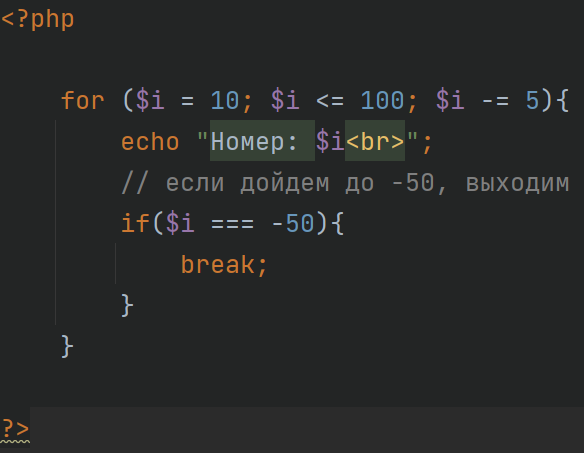 <?php
for ($i = 10; $i <= 100; $i -= 5){
echo "Номер: $i<br>";
// если дойдем до -50, выходим
if($i === -50){
break;
}
}
?>